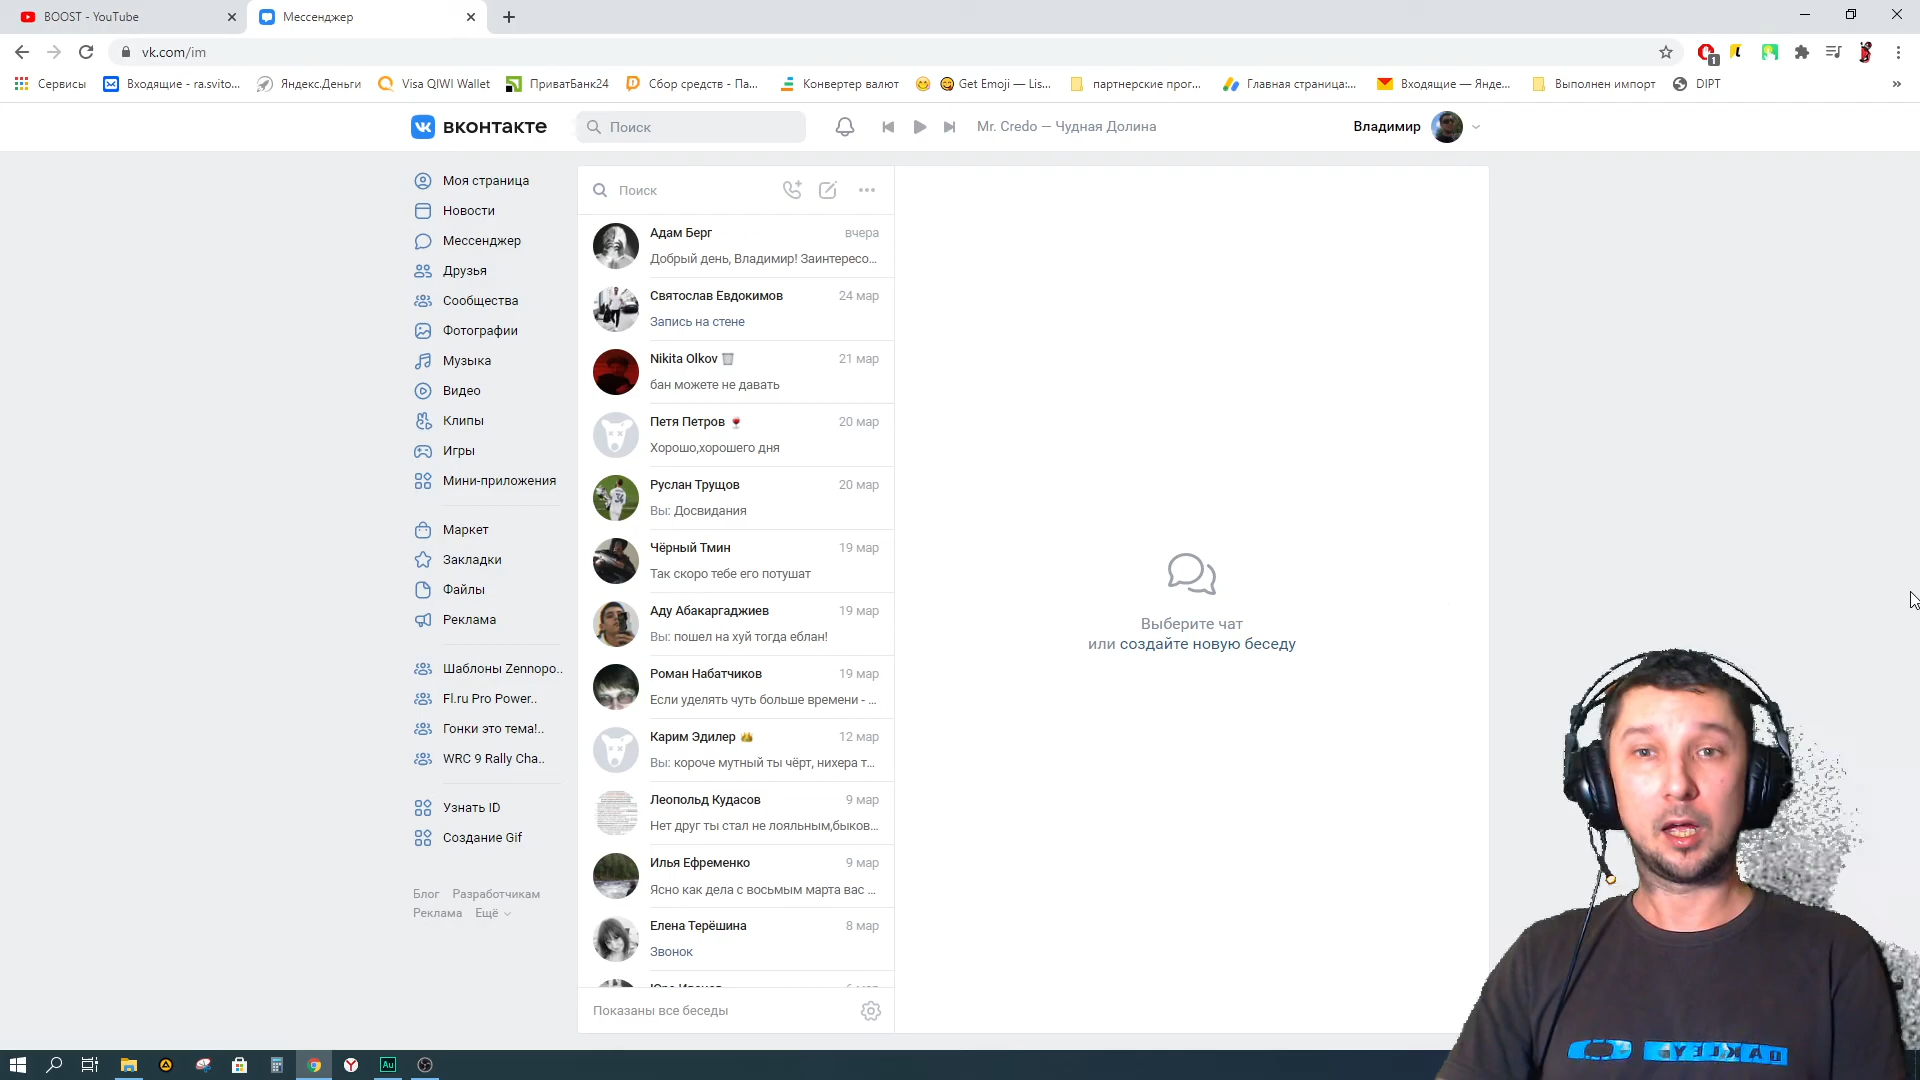 BOOST - YouTube
Мессенджер
vk.com/im
1
Сервисы
Входящие - ra.svito...
Яндекс.Деньги
Visa QIWI Wallet
ПриватБанк24
Сбор средств - Па...
Конвертер валют
Get Emoji — Lis...
партнерские прог...
Главная страница:...
Входящие — Янде...
Выполнен импорт
DIPT
»
вконтакте
Поиск
Mr. Credo — Чудная Долина
Владимир
Моя страница
Новости
Мессенджер
Друзья
Сообщества
Фотографии
Музыка
Видео
Клипы
Игры
Мини-приложения
Маркет
Закладки
Файлы
Реклама
Шаблоны Zennopo..
Fl.ru Pro Power..
Гонки это тема!..
WRC 9 Rally Cha..
Узнать ID
Создание Gif
Блог Разработчикам
Реклама Ещё
Поиск
Адам Берг вчера
Добрый день, Владимир! Заинтересо...
Святослав Евдокимов 24 мар
Запись на стене
Nikita Olkov 21 мар
бан можете не давать
Петя Петров 20 мар
Хорошо,хорошего дня
Руслан Трущов 20 мар
Вы: Досвидания
Чёрный Тмин 19 мар
Так скоро тебе его потушат
Аду Абакаргаджиев 19 мар
Вы: пошел на хуй тогда еблан!
Роман Набатчиков 19 мар
Если уделять чуть больше времени - ...
Карим Эдилер 12 мар
Вы: короче мутный ты чёрт, нихера т...
Леопольд Кудасов 9 мар
Нет друг ты стал не лояльным,быков...
Илья Ефременко 9 мар
Ясно как дела с восьмым марта вас ...
Елена Терёшина 8 мар
Звонок
Показаны все беседы
Выберите чат
или создайте новую беседу
Au
OAKLEY